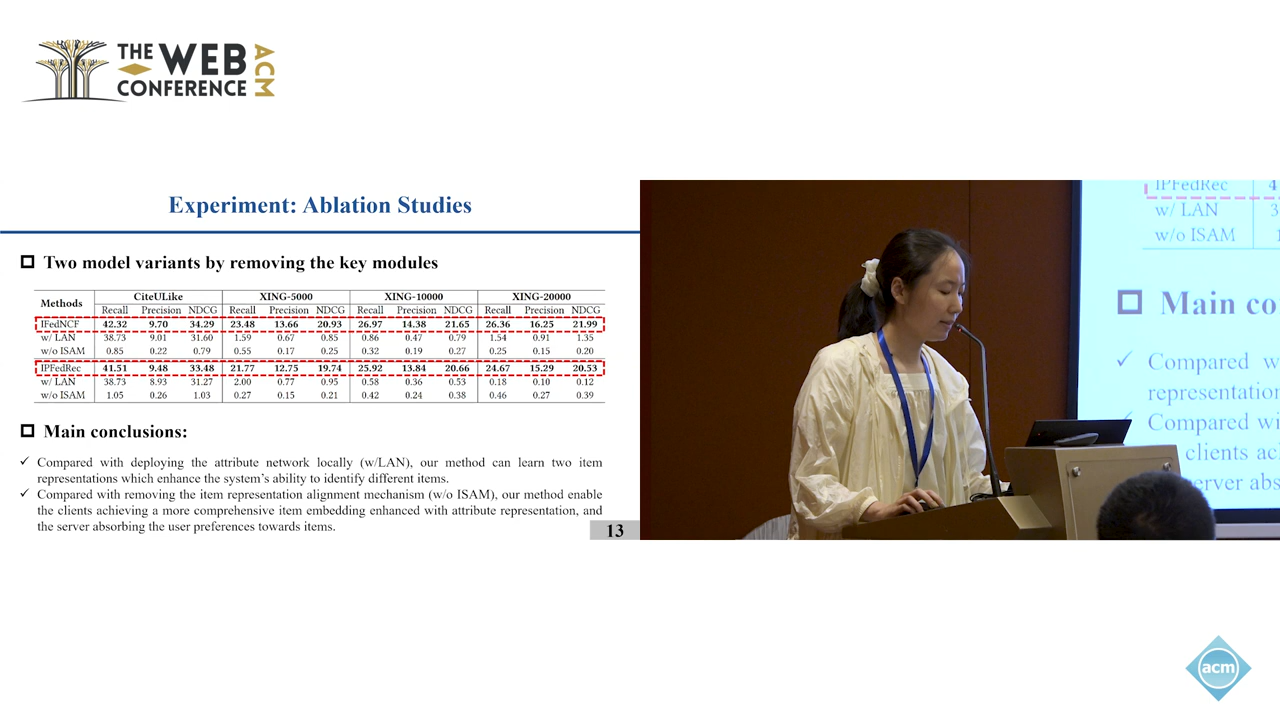 THE WEB CONFERENCE ACM
Experiment: Ablation Studies
Two model variants by removing the key modules
Methods CiteULike XING-5000 XING-10000 XING-20000
Recall Precision NDCG Recall Precision NDCG Recall Precision NDCG Recall Precision NDCG
IFedNCF 42.32 9.70 34.29 23.48 13.66 20.93 26.97 14.38 21.65 26.36 16.25 21.99
w/ LAN 38.73 9.01 31.60 1.59 0.67 0.85 0.86 0.47 0.79 1.54 0.91 1.35
w/o ISAM 0.85 0.22 0.79 0.55 0.17 0.25 0.32 0.19 0.27 0.25 0.15 0.20
IPFedRec 41.51 9.48 33.48 21.77 12.75 19.74 25.92 13.84 20.66 24.67 15.29 20.53
w/ LAN 38.73 8.93 31.27 2.00 0.77 0.95 0.58 0.36 0.53 0.18 0.10 0.12
w/o ISAM 1.05 0.26 1.03 0.27 0.15 0.21 0.42 0.24 0.38 0.46 0.27 0.39
Main conclusions:
✓ Compared with deploying the attribute network locally (w/LAN), our method can learn two item
representations which enhance the system's ability to identify different items.
✓ Compared with removing the item representation alignment mechanism (w/o ISAM), our method enable
the clients achieving a more comprehensive item embedding enhanced with attribute representation, and
the server absorbing the user preferences towards items.
13
IPFedRec 4
w/ LAN 3
w/o ISAM 1
Main co
✓ Compared w
representation
Compared wi
clients ac
erver abs
acm